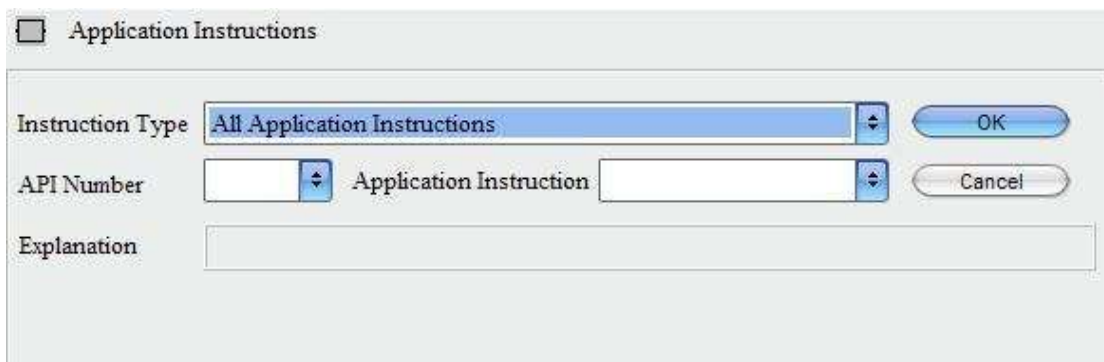 Application Instructions
Instruction Type All Application Instructions OK
API Number Application Instruction Cancel
Explanation